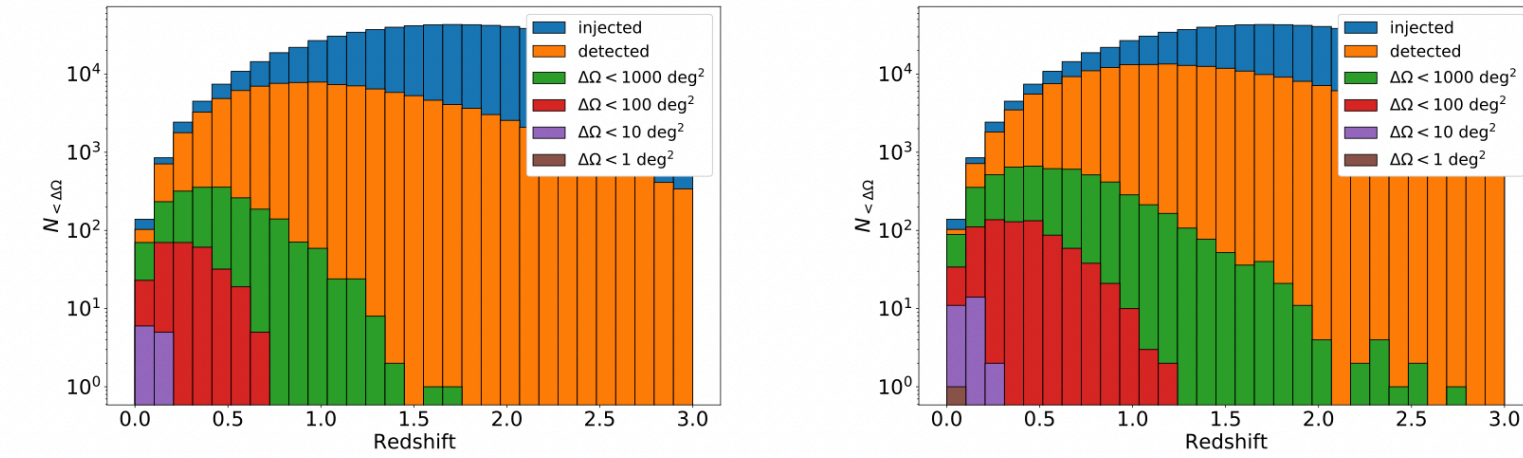 injected
detected
ΔΩ < 1000 deg²
ΔΩ < 100 deg²
ΔΩ < 10 deg²
ΔΩ < 1 deg²
10⁴
10³
10²
10¹
10⁰
N<ΔΩ
0.0 0.5 1.0 1.5 2.0 2.5 3.0
Redshift
injected
detected
ΔΩ < 1000 deg²
ΔΩ < 100 deg²
ΔΩ < 10 deg²
ΔΩ < 1 deg²
10⁴
10³
10²
10¹
10⁰
N<ΔΩ
0.0 0.5 1.0 1.5 2.0 2.5 3.0
Redshift